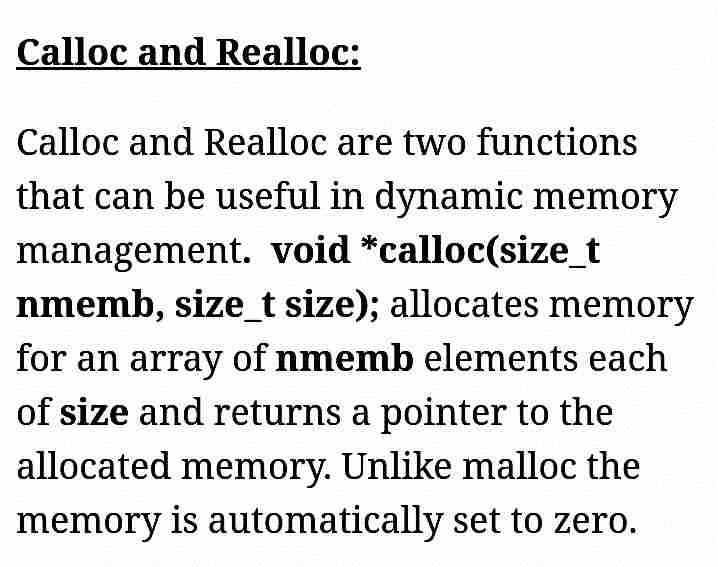 Calloc and Realloc:
Calloc and Realloc are two functions
that can be useful in dynamic memory
management.  void *calloc(size_t
nmemb, size_t size); allocates memory
for an array of nmemb elements each
of size and returns a pointer to the
allocated memory. Unlike malloc the
memory is automatically set to zero.